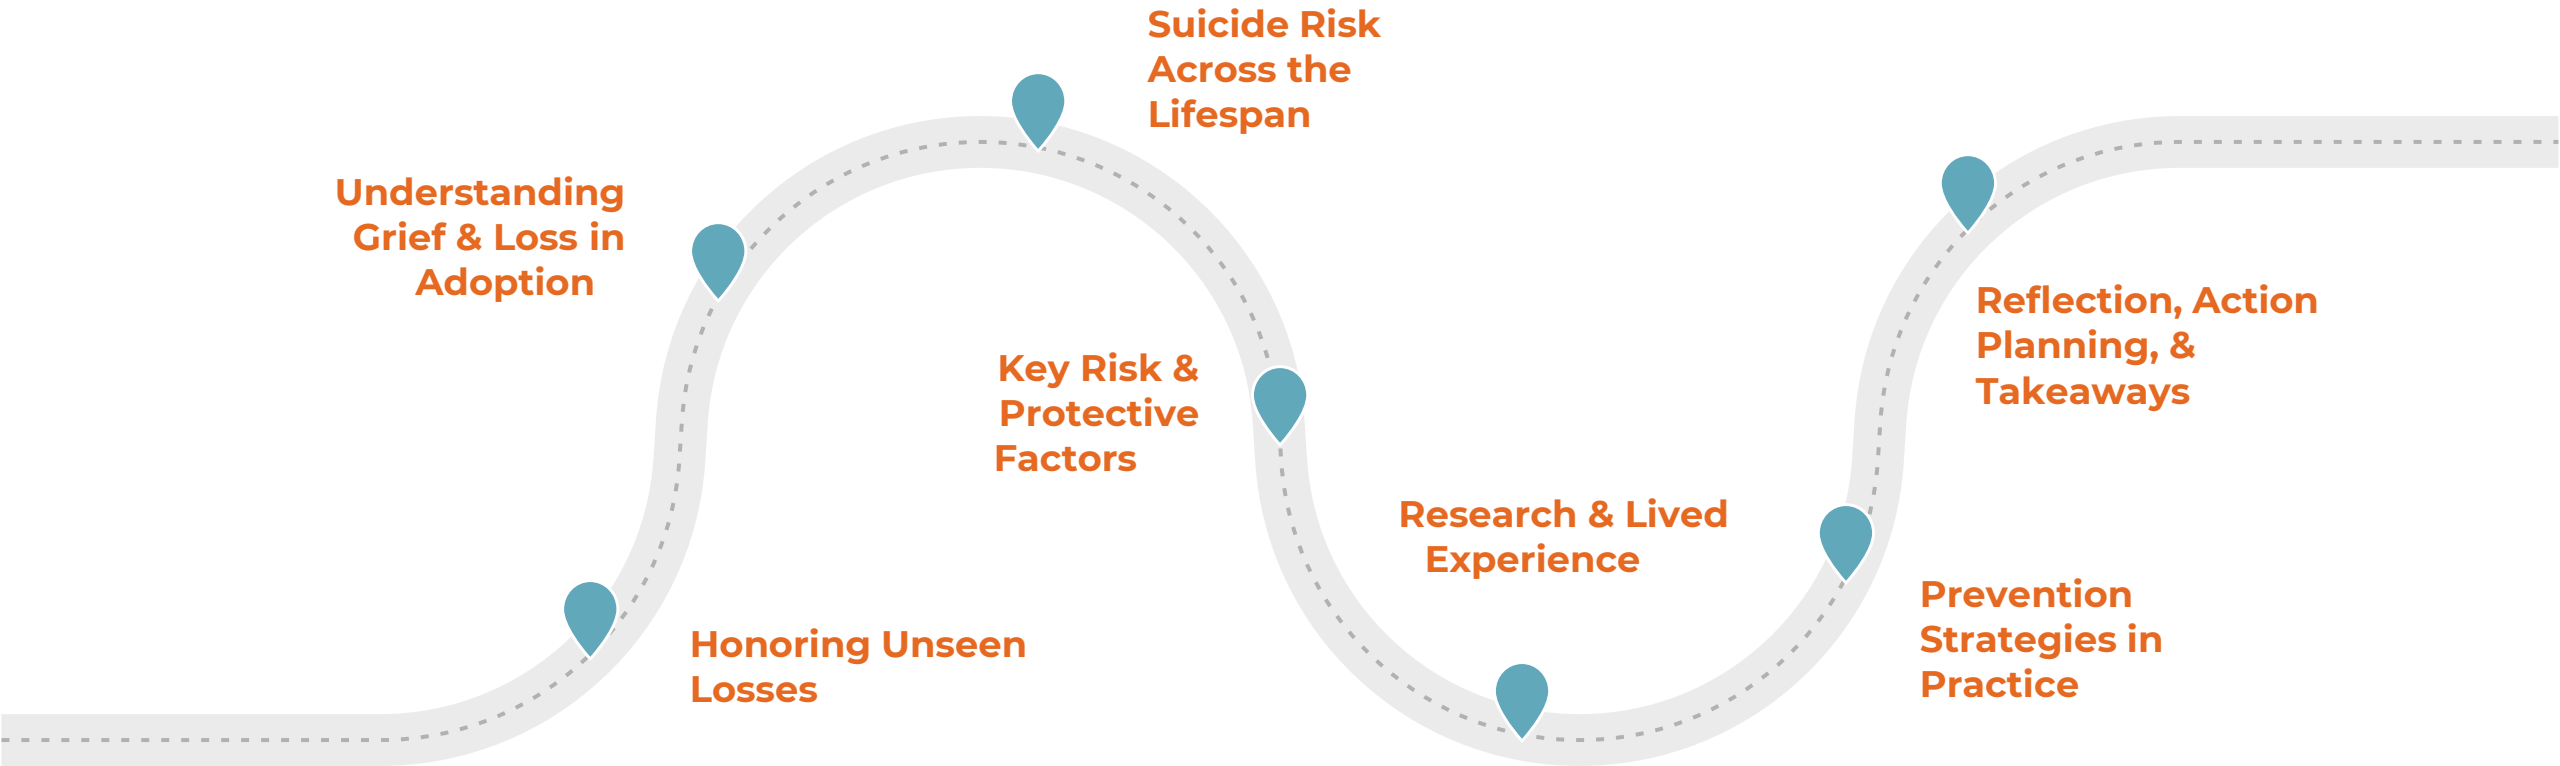 Honoring Unseen
Losses
Understanding
Grief & Loss in
Adoption
Suicide Risk
Across the
Lifespan
Key Risk &
Protective
Factors
Research & Lived
Experience
Prevention
Strategies in
Practice
Reflection, Action
Planning, &
Takeaways